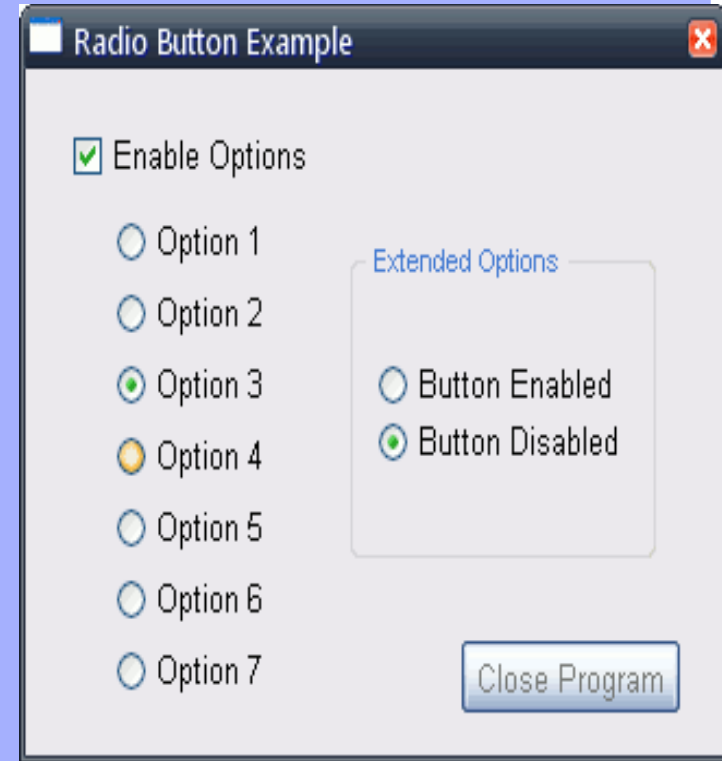 Radio Button Example
Enable Options
Option 1
Option 2
Option 3
Option 4
Option 5
Option 6
Option 7
Extended Options
Button Enabled
Button Disabled
Close Program